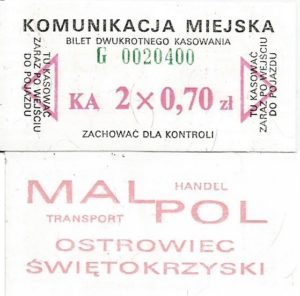 KOMUNIKACJA MIEJSKA
BILET DWUKROTNEGO KASOWANIA
G 0020400
TU KASOWAĆ
ZARAZ PO WEJŚCIU
DO POJAZDU
KA 2 × 0,70 zł
TU KASOWAĆ
ZARAZ PO WEJŚCIU
DO POJAZDU
ZACHOWAĆ DLA KONTROLI
MAL HANDEL
TRANSPORT POL
OSTROWIEC
ŚWIĘTOKRZYSKI